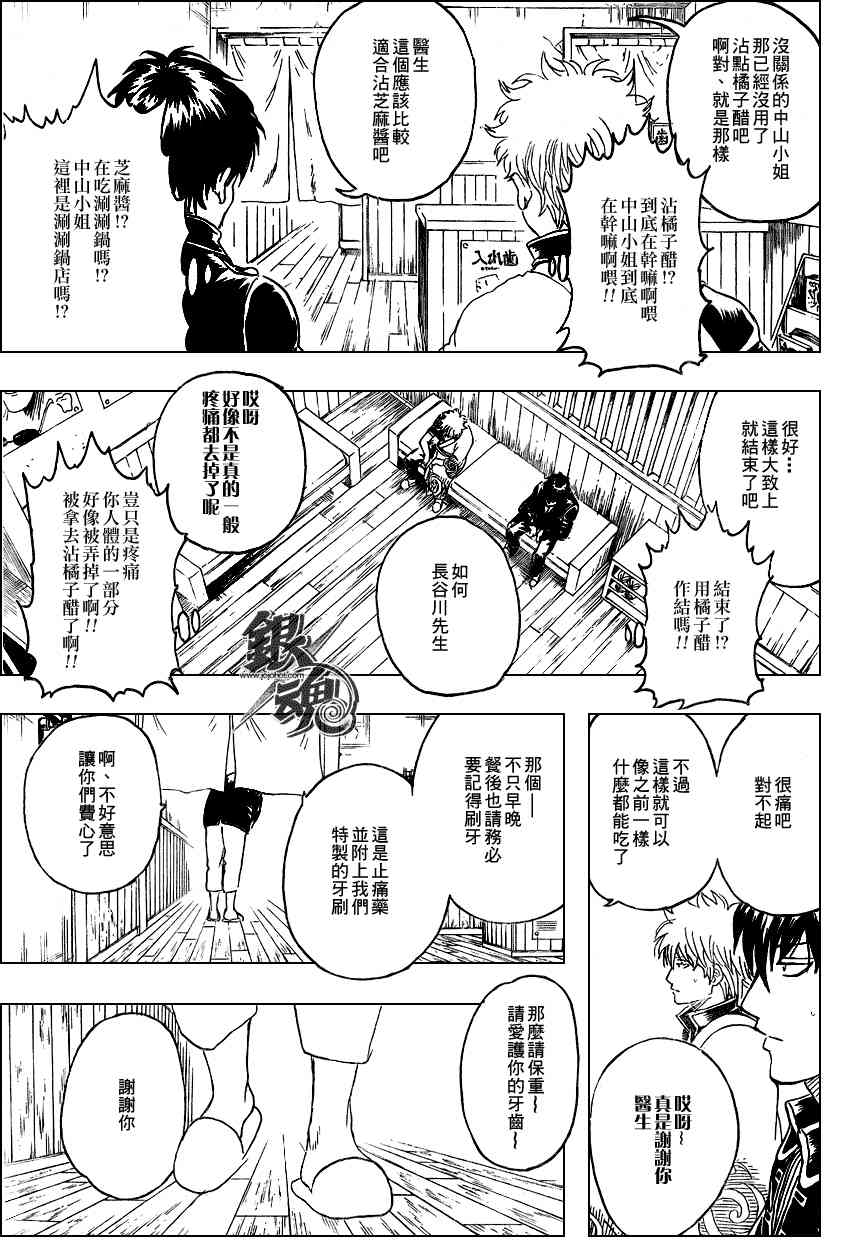 沒關係的中山小姐
那已經沒用了
沾點橘子醋吧
啊對、就是那樣
沾橘子醋!?
到底在幹嘛啊喂
中山小姐到底
在幹嘛啊喂!!
醫生
這個應該比較
適合沾芝麻醬吧
芝麻醬!?
在吃涮涮鍋嗎!?
中山小姐
這裡是涮涮鍋店嗎!?
齒
入れ歯
很好…
這樣大致上
就結束了吧
結束了!?
用橘子醋
作結嗎!!
如何
長谷川先生
哎呀
好像不是真的一般
疼痛都去掉了呢
豈只是疼痛
你人體的一部分
好像被弄掉了啊!!
被拿去沾橘子醋了啊!!
銀魂
www.jojohot.com
很痛吧
對不起
不過
這樣就可以
像之前一樣
什麼都能吃了
哎呀~
真是謝謝你
醫生
那個—
不只早晚
餐後也請務必
要記得刷牙
這是止痛藥
並附上我們
特製的牙刷
啊、不好意思
讓你們費心了
那麼請保重~
請愛護你的牙齒~
謝謝你